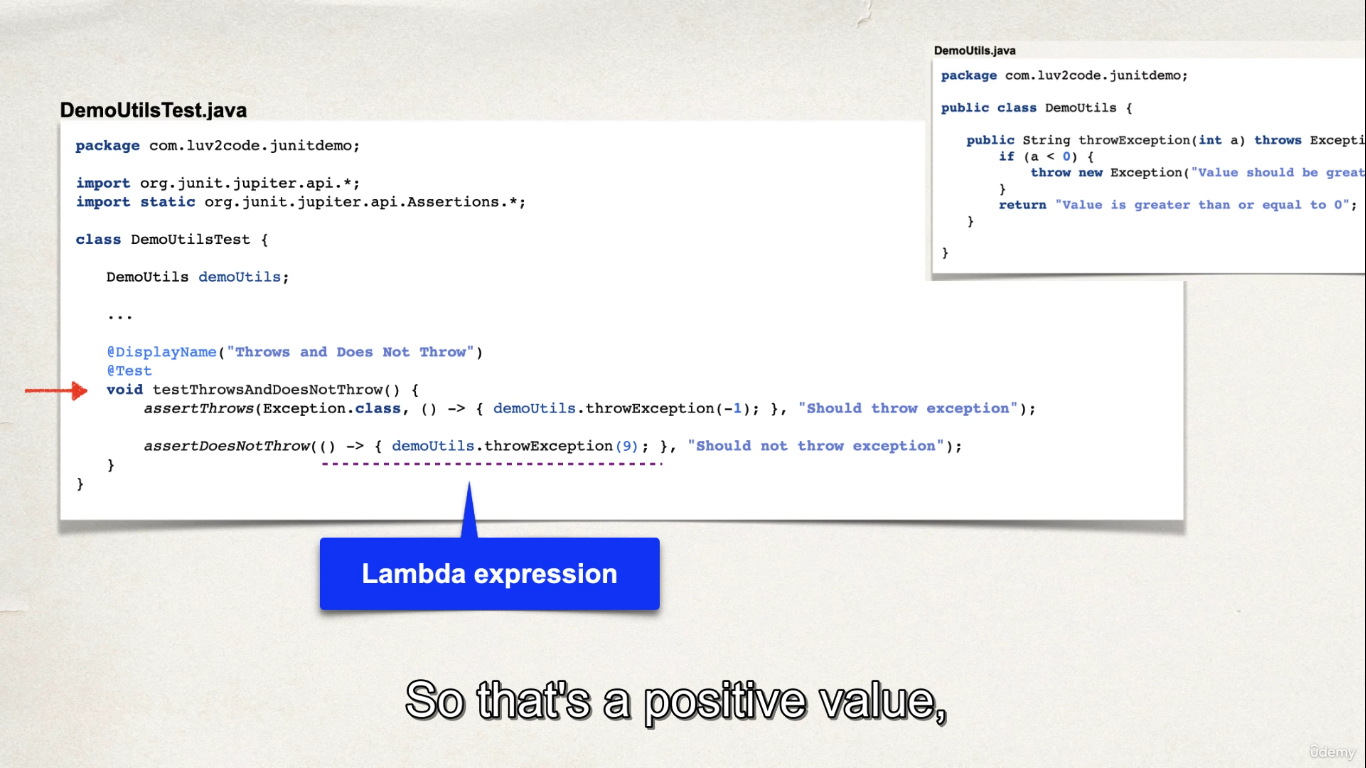 DemoUtilsTest.java
package com.luv2code.junitdemo;
import org.junit.jupiter.api.*;
import static org.junit.jupiter.api.Assertions.*;
class DemoUtilsTest {
DemoUtils demoUtils;
...
@DisplayName("Throws and Does Not Throw")
@Test
void testThrowsAndDoesNotThrow() {
assertThrows(Exception.class, () -> { demoUtils.throwException(-1); }, "Should throw exception");
assertDoesNotThrow(() -> { demoUtils.throwException(9); }, "Should not throw exception");
}
}
DemoUtils.java
package com.luv2code.junitdemo;
public class DemoUtils {
public String throwException(int a) throws Excepti
if (a < 0) {
throw new Exception("Value should be great
}
return "Value is greater than or equal to 0";
}
}
Lambda expression
So that's a positive value,
ûdemy